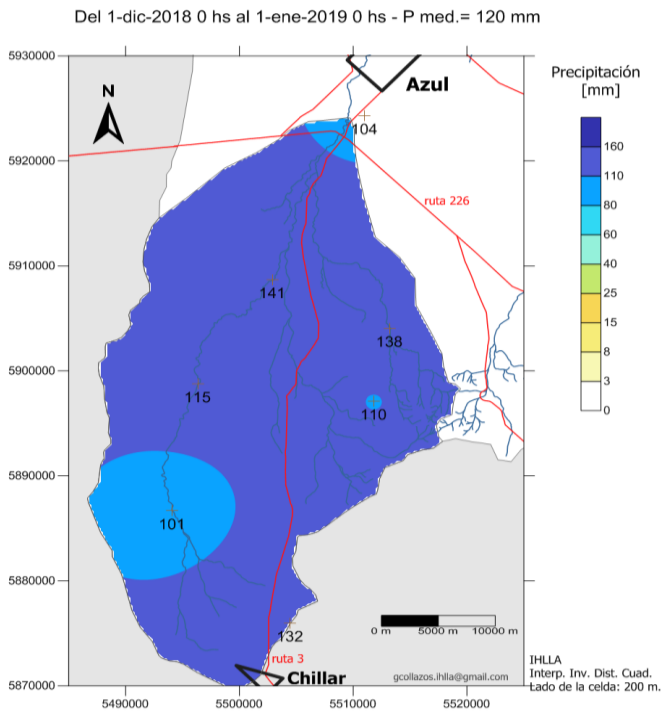 Del 1-dic-2018 0 hs al 1-ene-2019 0 hs - P med.= 120 mm
5930000
5920000
5910000
5900000
5890000
5880000
5870000
N
Azul
104
ruta 226
141
138
115
110
101
132
ruta 3
Chillar
0 m 5000 m 10000 m
gcollazos.ihlla@gmail.com
5490000 5500000 5510000 5520000
Precipitación
[mm]
160
110
80
60
40
25
15
8
3
0
IHLLA
Interp. Inv. Dist. Cuad.
Lado de la celda: 200 m.